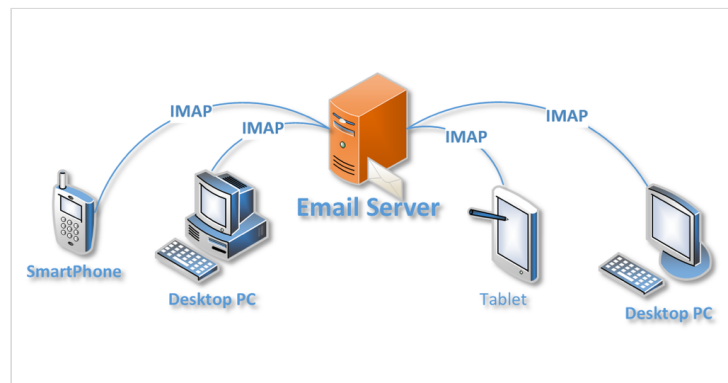 IMAP
IMAP
IMAP
IMAP
Email Server
SmartPhone
Desktop PC
Tablet
Desktop PC